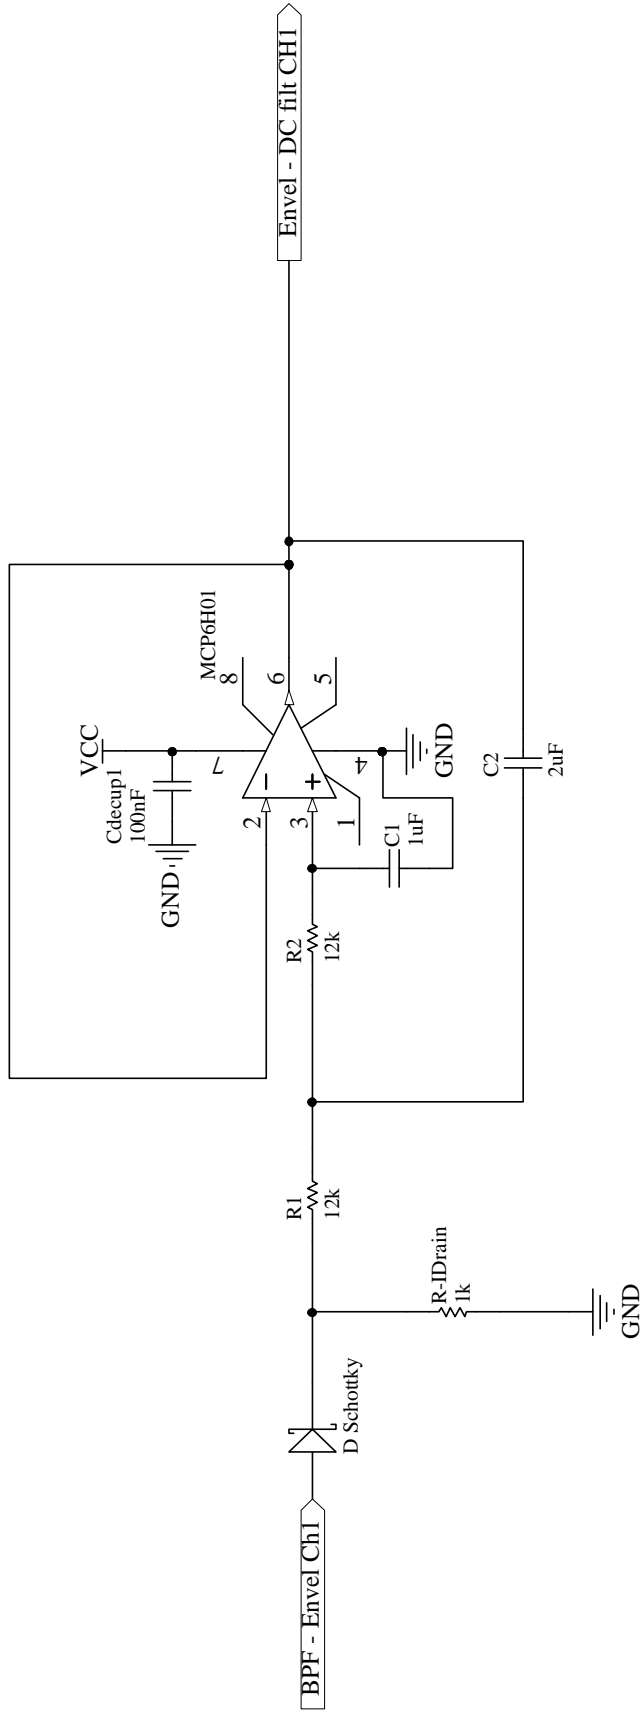 BPF - Envel Ch1
D Schottky
R-IDrain
1k
GND
R1
12k
R2
12k
C1
1uF
C2
2uF
GND
GND
Cdecup1
100nF
VCC
MCP6H01
2
3
1
7
4
8
6
5
Envel - DC filt CH1